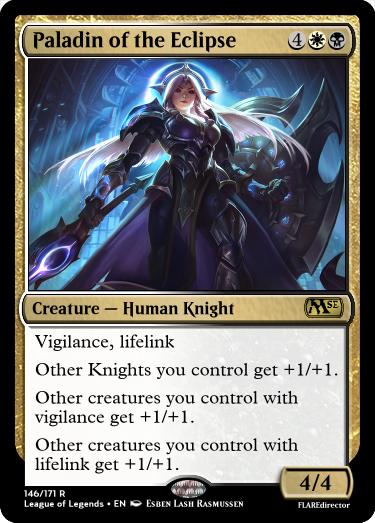 Paladin of the Eclipse 4
Creature — Human Knight
MSE
Vigilance, lifelink
Other Knights you control get +1/+1.
Other creatures you control with
vigilance get +1/+1.
Other creatures you control with
lifelink get +1/+1.
4/4
146/171 R
League of Legends • EN Esben Lash Rasmussen
FLAREdirector